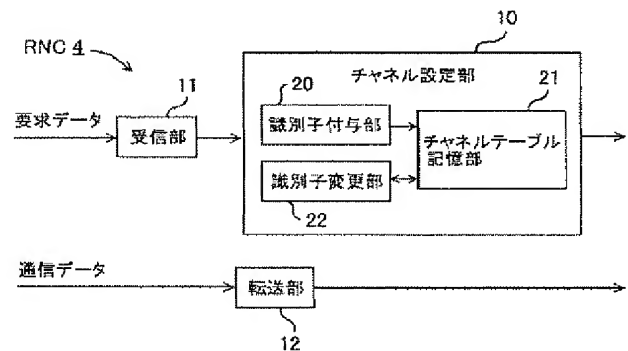 RNC 4
10
チャネル設定部
11
20
21
要求データ
受信部
識別子付与部
チャネルテーブル
記憶部
識別子変更部
22
通信データ
転送部
12